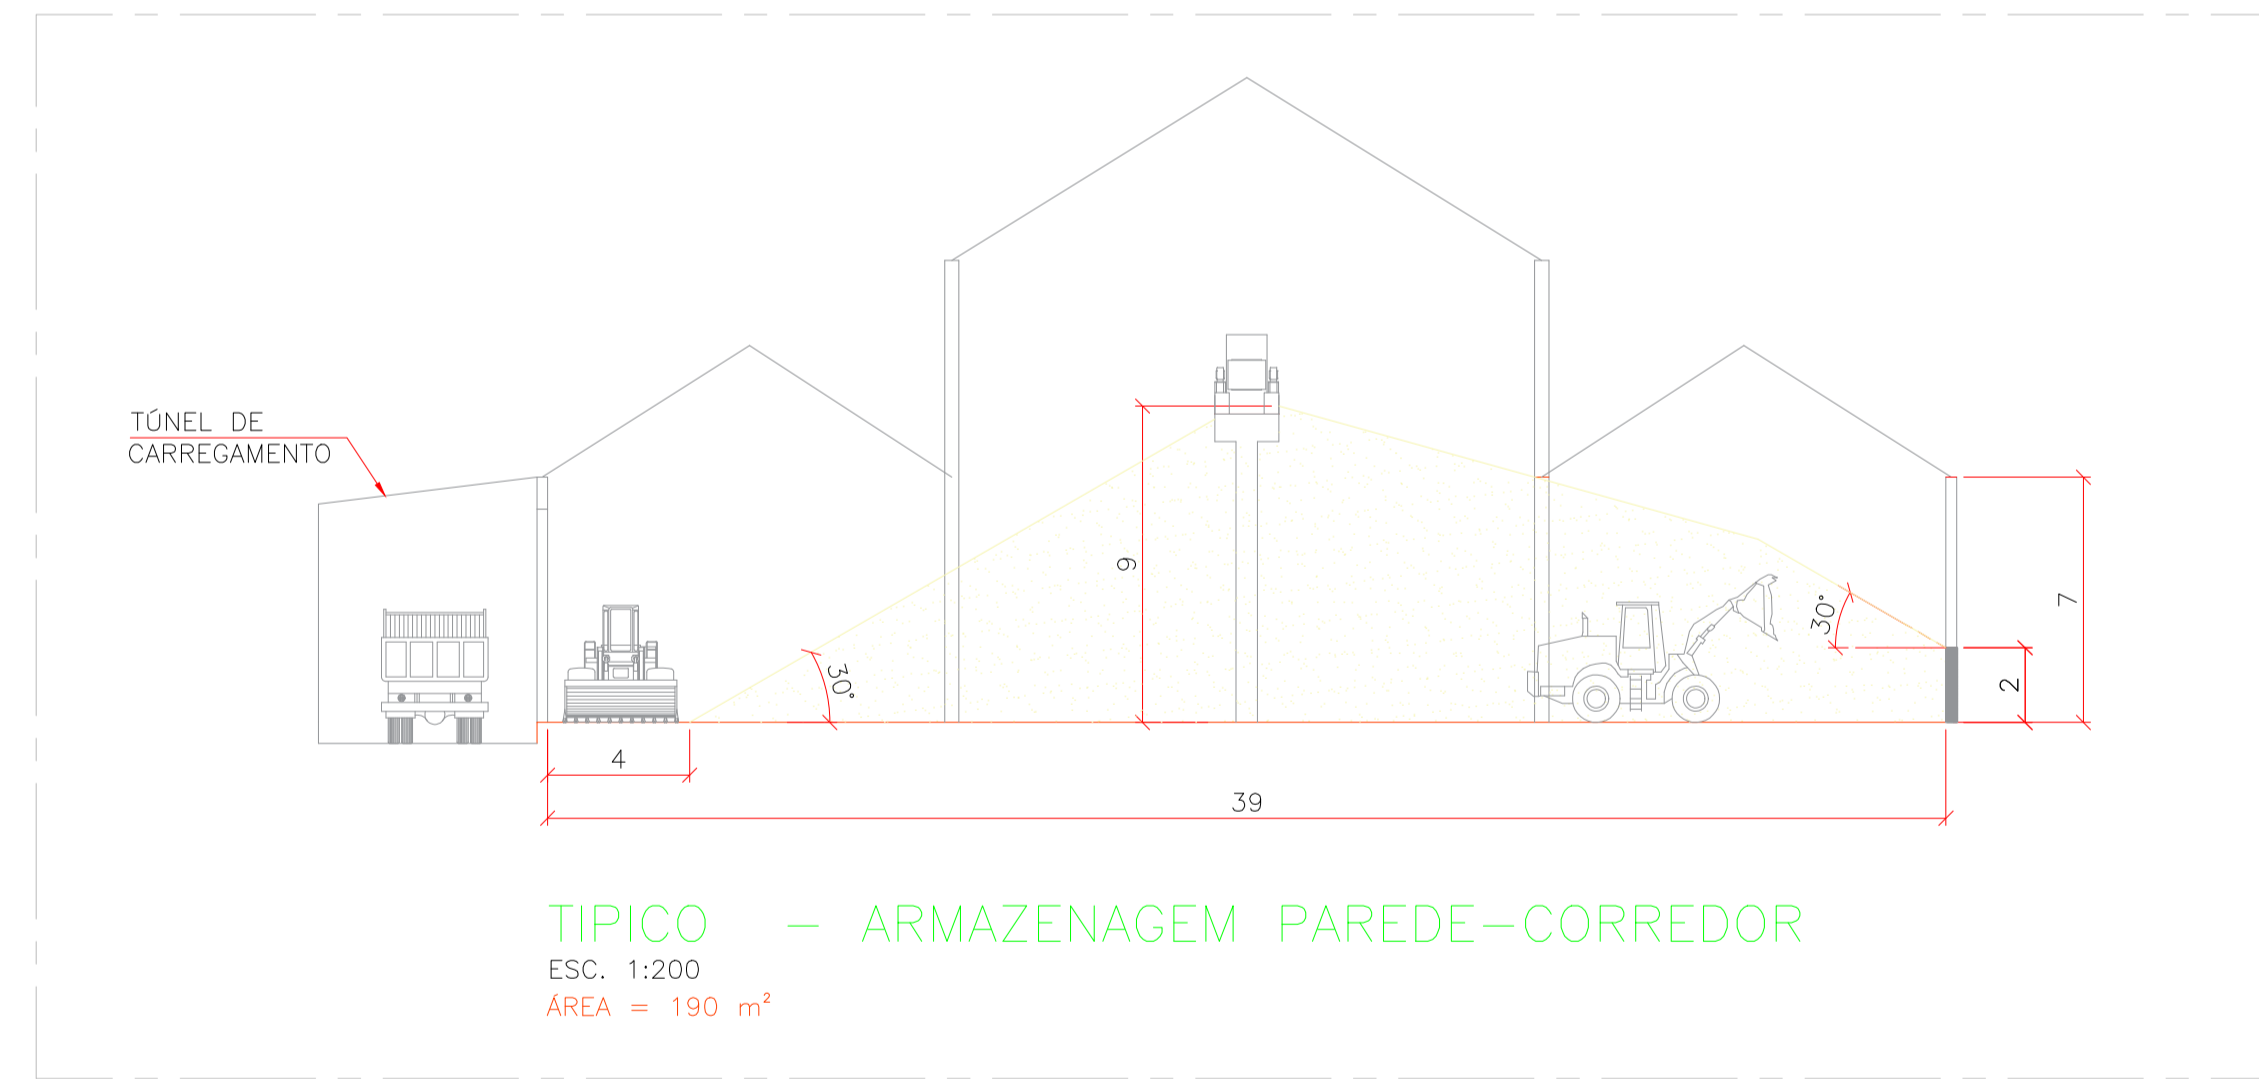 TÚNEL DE
CARREGAMENTO
9
30°
30°
7
2
4
39
TIPICO - ARMAZENAGEM PAREDE-CORREDOR
ESC. 1:200
ÁREA = 190 m²